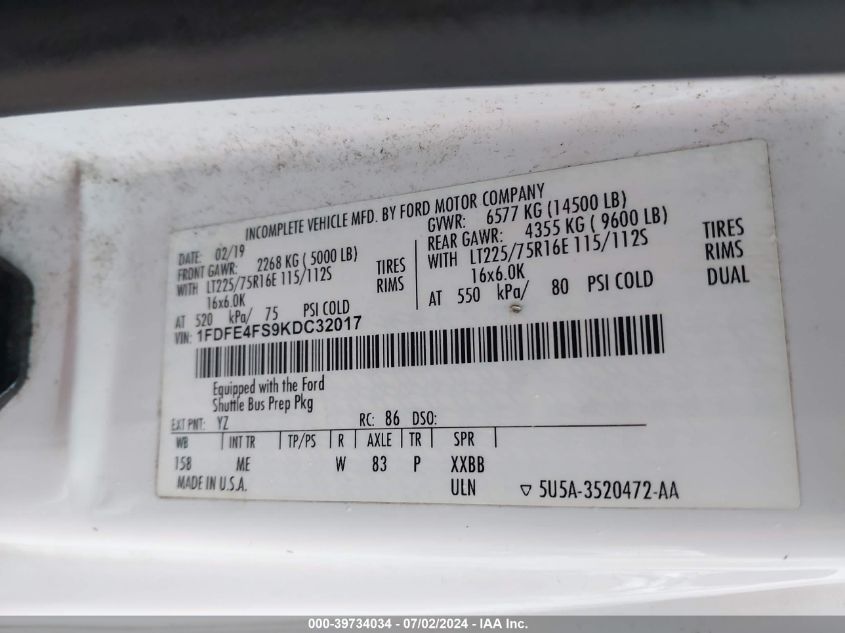 INCOMPLETE VEHICLE MFD. BY FORD MOTOR COMPANY
DATE: 02/19
GVWR: 6577 KG (14500 LB)
FRONT GAWR: 2268 KG (5000 LB)
REAR GAWR: 4355 KG ( 9600 LB)
WITH LT225/75R16E 115/112S TIRES
WITH LT225/75R16E 115/112S TIRES
16x6.0K RIMS
16x6.0K RIMS
AT 520 kPa/ 75 PSI COLD
AT 550 kPa/ 80 PSI COLD DUAL
VIN: 1FDFE4FS9KDC32017
Equipped with the Ford
Shuttle Bus Prep Pkg
EXT PNT: YZ RC: 86 DSO:
WB INT TR TP/PS R AXLE TR SPR
158 ME W 83 P XXBB
MADE IN U.S.A. ULN ▽ 5U5A-3520472-AA
000-39734034 / 07/02/2024 - IAA Inc.